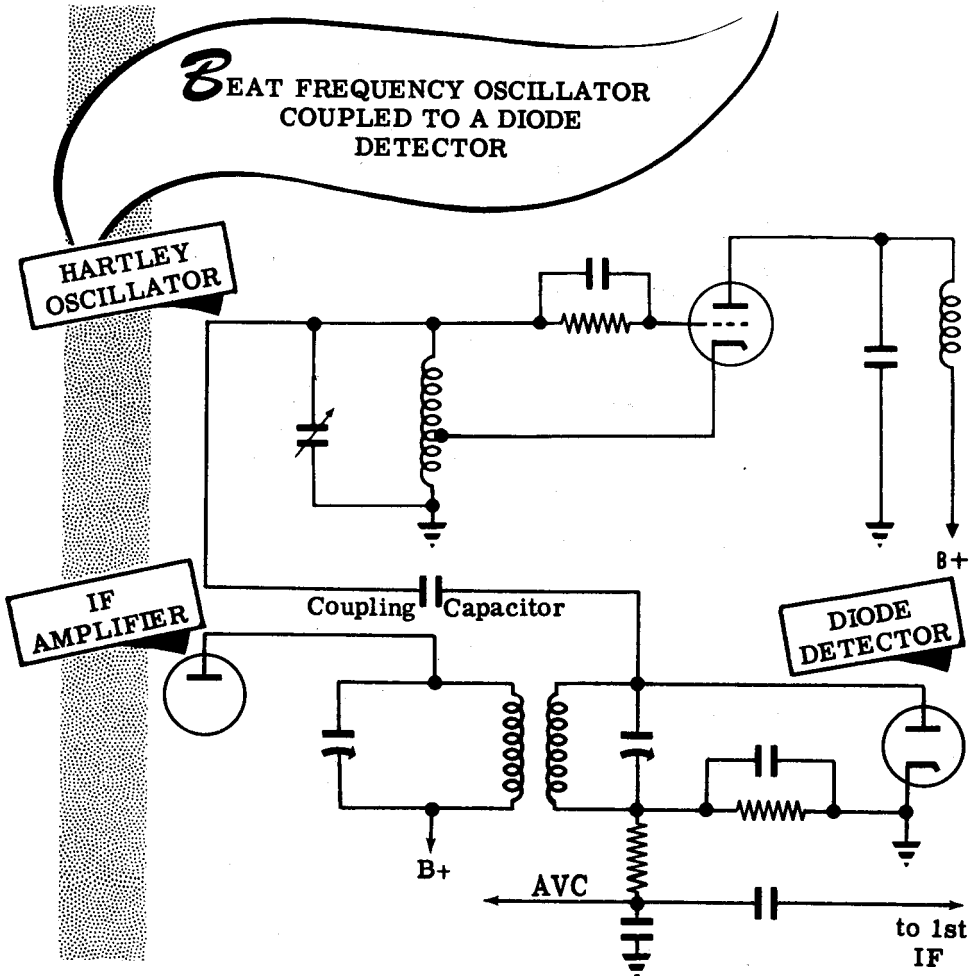 BEAT FREQUENCY OSCILLATOR
COUPLED TO A DIODE
DETECTOR
HARTLEY
OSCILLATOR
B+
IF
AMPLIFIER
Coupling Capacitor
DIODE
DETECTOR
B+
AVC
to 1st
IF